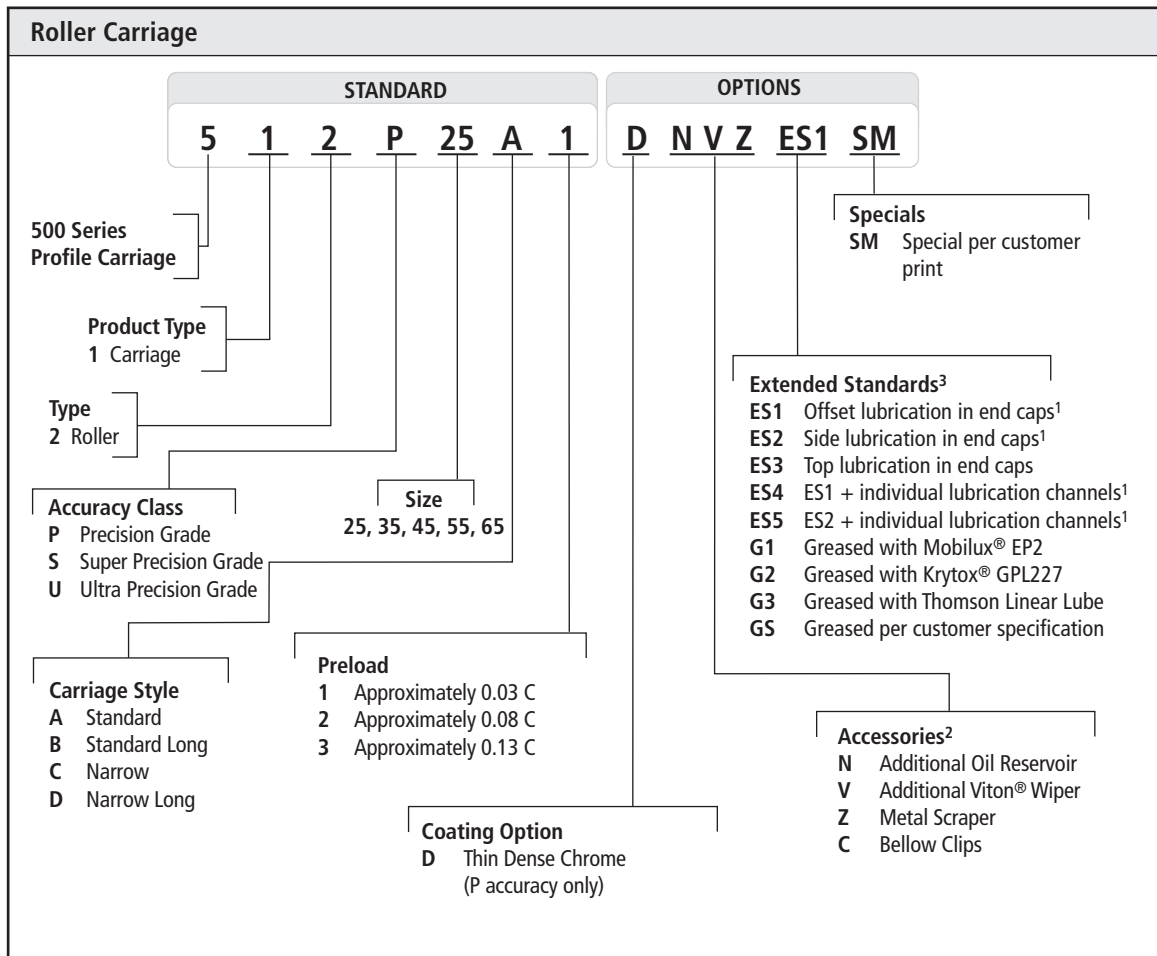 Roller Carriage
STANDARD
OPTIONS
5 1 2 P 25 A 1 D N V Z ES1 SM
500 Series
Profile Carriage
Product Type
1 Carriage
Type
2 Roller
Accuracy Class
P Precision Grade
S Super Precision Grade
U Ultra Precision Grade
Size
25, 35, 45, 55, 65
Carriage Style
A Standard
B Standard Long
C Narrow
D Narrow Long
Preload
1 Approximately 0.03 C
2 Approximately 0.08 C
3 Approximately 0.13 C
Coating Option
D Thin Dense Chrome
(P accuracy only)
Specials
SM Special per customer
print
Extended Standards³
ES1 Offset lubrication in end caps¹
ES2 Side lubrication in end caps¹
ES3 Top lubrication in end caps
ES4 ES1 + individual lubrication channels¹
ES5 ES2 + individual lubrication channels¹
G1 Greased with Mobilux® EP2
G2 Greased with Krytox® GPL227
G3 Greased with Thomson Linear Lube
GS Greased per customer specification
Accessories²
N Additional Oil Reservoir
V Additional Viton® Wiper
Z Metal Scraper
C Bellow Clips